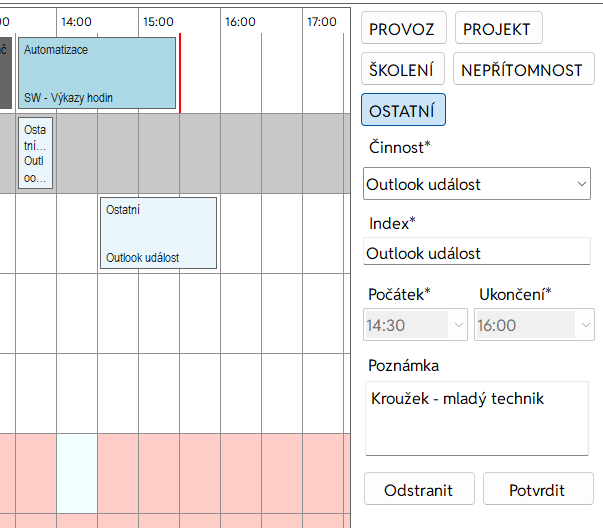 :00 14:00 15:00 16:00 17:00
Automatizace
SW - Výkazy hodin
Osta
tní...
Outl
oo...
Ostatní
Outlook událost
PROVOZ PROJEKT
ŠKOLENÍ NEPŘÍTOMNOST
OSTATNÍ
Činnost*
Outlook událost
Index*
Outlook událost
Počátek* Ukončení*
14:30 16:00
Poznámka
Kroužek - mladý technik
Odstranit Potvrdit